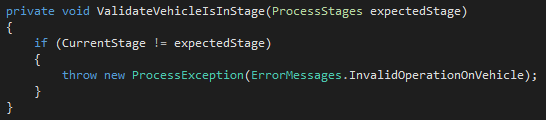 private void ValidateVehicleIsInStage(ProcessStages expectedStage)
{
    if (CurrentStage != expectedStage)
    {
        throw new ProcessException(ErrorMessages.InvalidOperationOnVehicle);
    }
}